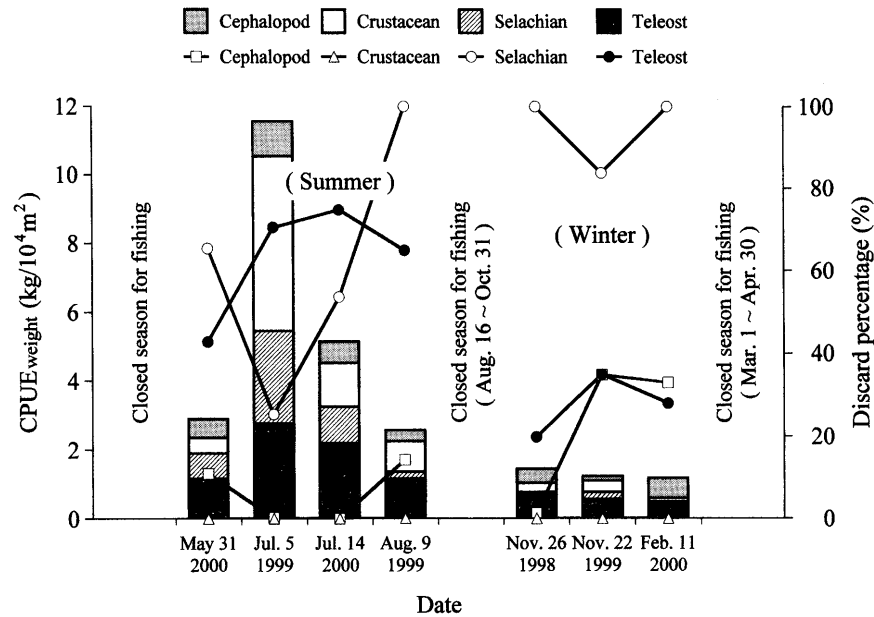 Cephalopod Crustacean Selachian Teleost
Cephalopod Crustacean Selachian Teleost
CPUEweight (kg/10⁴m²)
12
10
8
6
4
2
0
Closed season for fishing
( Summer )
Closed season for fishing
( Aug. 16 ~ Oct. 31 )
( Winter )
Closed season for fishing
( Mar. 1 ~ Apr. 30 )
100
80
60
40
20
0
Discard percentage (%)
May 31 Jul. 5 Jul. 14 Aug. 9 Nov. 26 Nov. 22 Feb. 11
2000 1999 2000 1999 1998 1999 2000
Date